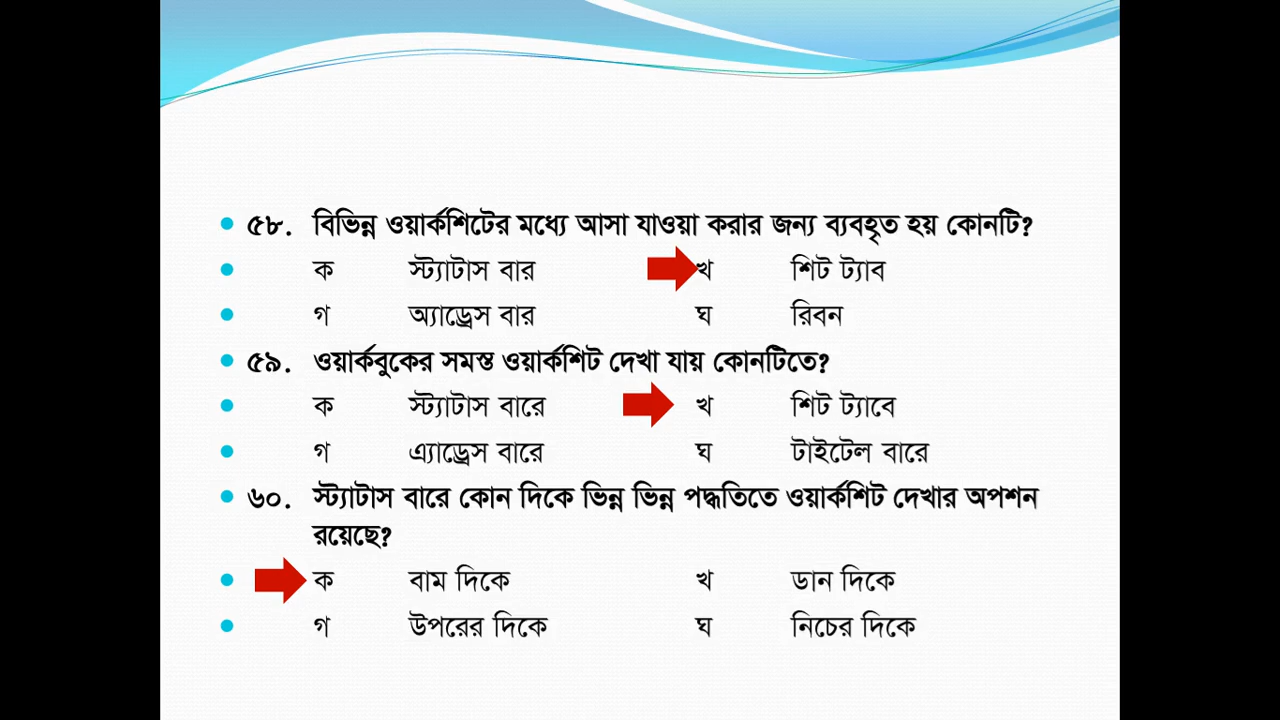 ৫৮. বিভিন্ন ওয়ার্কশিটের মধ্যে আসা যাওয়া করার জন্য ব্যবহৃত হয় কোনটি?
ক স্ট্যাটাস বার খ শিট ট্যাব
গ অ্যাড্রেস বার ঘ রিবন
৫৯. ওয়ার্কবুকের সমস্ত ওয়ার্কশিট দেখা যায় কোনটিতে?
ক স্ট্যাটাস বারে খ শিট ট্যাবে
গ এ্যাড্রেস বারে ঘ টাইটেল বারে
৬০. স্ট্যাটাস বারে কোন দিকে ভিন্ন ভিন্ন পদ্ধতিতে ওয়ার্কশিট দেখার অপশন
রয়েছে?
ক বাম দিকে খ ডান দিকে
গ উপরের দিকে ঘ নিচের দিকে